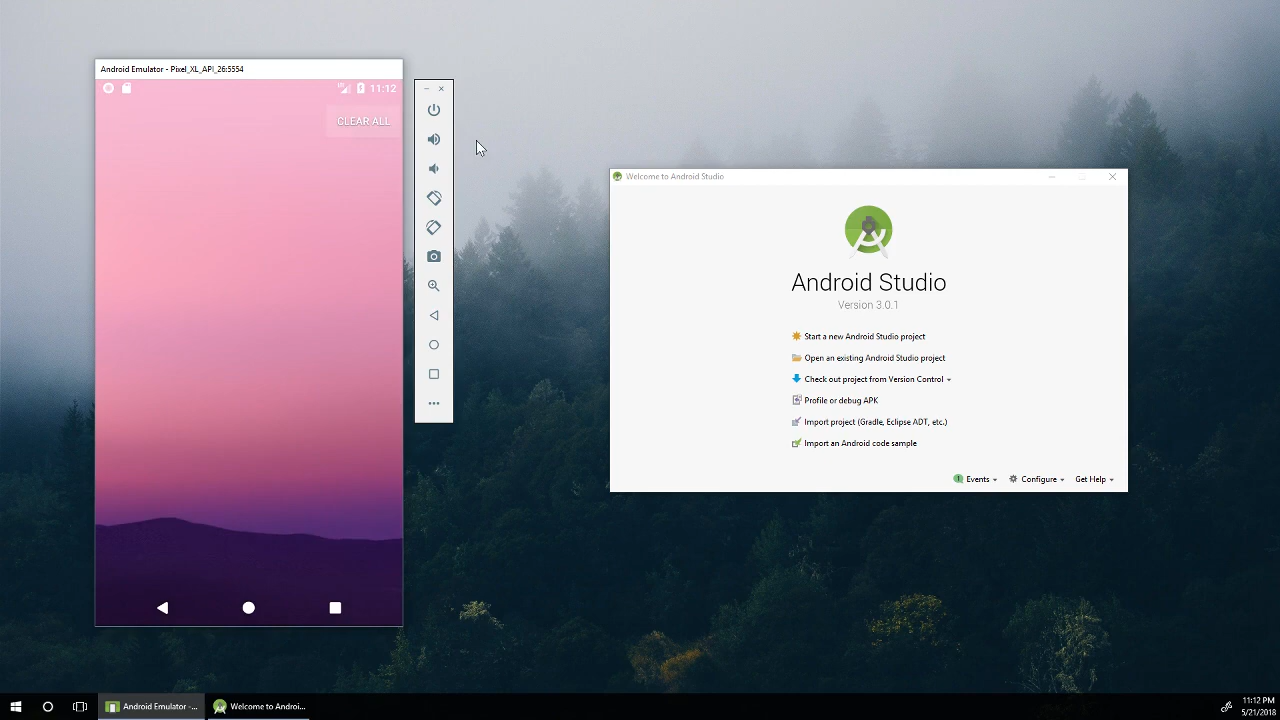 Android Emulator - Pixel_XL_API_26:5554
11:12
CLEAR ALL
Welcome to Android Studio
Android Studio
Version 3.0.1
Start a new Android Studio project
Open an existing Android Studio project
Check out project from Version Control
Profile or debug APK
Import project (Gradle, Eclipse ADT, etc.)
Import an Android code sample
1 Events
Configure
Get Help
Android Emulator -...
Welcome to Androi...
11:12 PM
5/21/2018